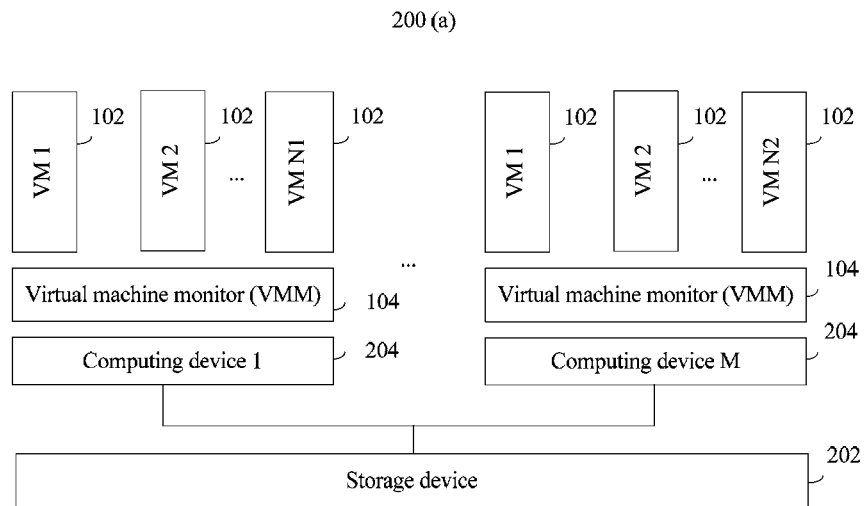 200 (a)
102 102 102 102 102 102
VM 1 VM 2 ... VM N1 VM 1 VM 2 ... VM N2
...
Virtual machine monitor (VMM) 104 Virtual machine monitor (VMM) 104
Computing device 1 204 Computing device M 204
Storage device 202